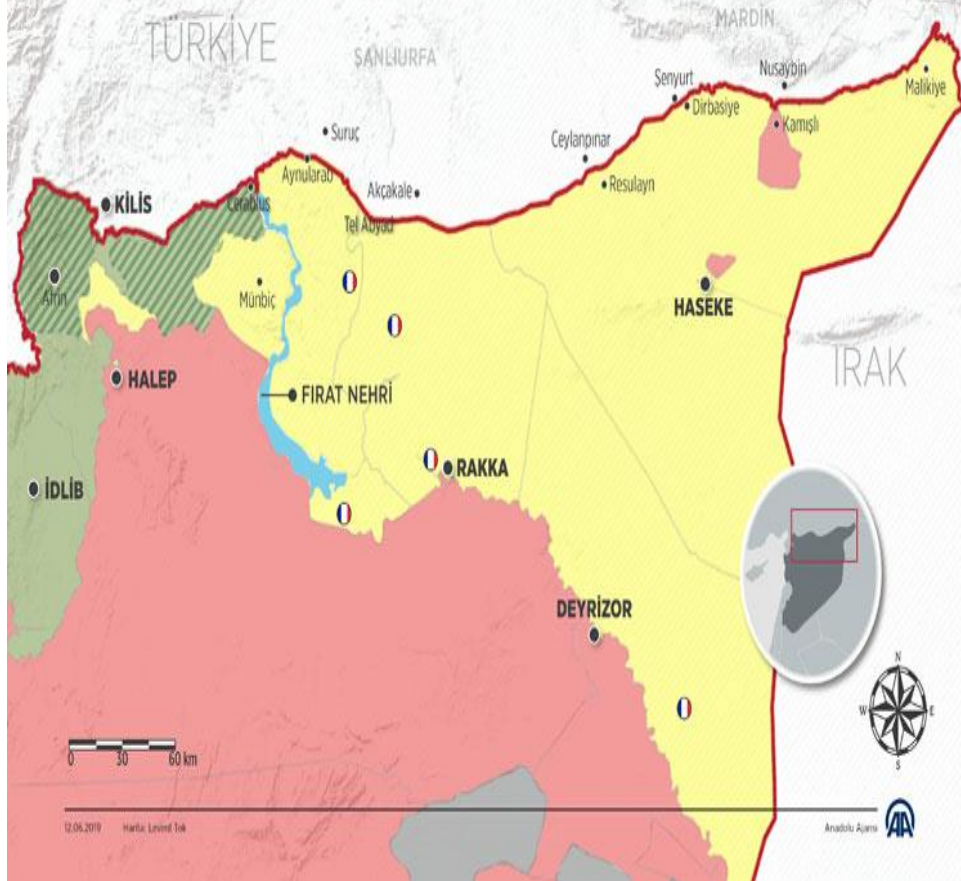 TÜRKİYE
MARDİN
ŞANLIURFA
Nusaybin
Şenyurt
Malikiye
Dirbasiye
Kamışlı
Suruç
Ceylanpınar
Aynularab
Akçakale
Resulayn
KİLİS
Cerablus
Tel Abyad
Afrin
Münbiç
HASEKE
IRAK
HALEP
FIRAT NEHRİ
RAKKA
İDLİB
DEYRİZOR
N
W
E
S
0 30 60 km
12.06.2019 Harita: Levend Tok
Anadolu Ajansı
AA